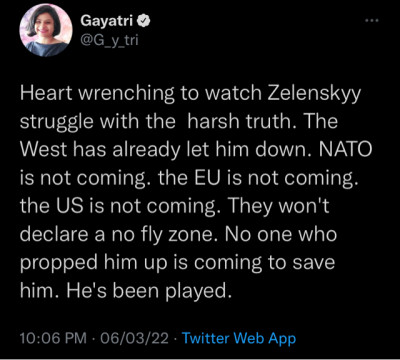 Gayatri
@G_y_tri
Heart wrenching to watch Zelenskyy
struggle with the harsh truth. The
West has already let him down. NATO
is not coming. the EU is not coming.
the US is not coming. They won't
declare a no fly zone. No one who
propped him up is coming to save
him. He's been played.
10:06 PM · 06/03/22 · Twitter Web App